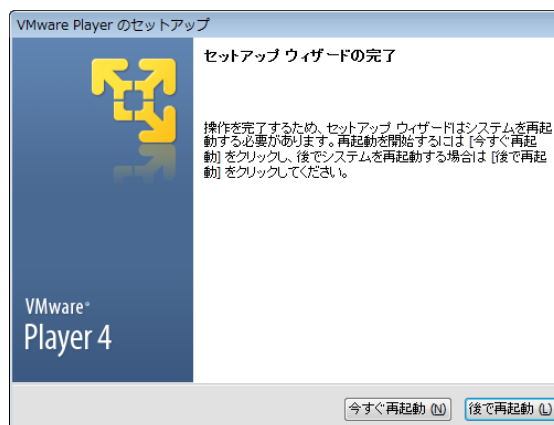 VMware Player のセットアップ
セットアップ ウィザードの完了
操作を完了するため、セットアップ ウィザードはシステムを再起
動する必要があります。再起動を開始するには [今すぐ再起
動] をクリックし、後でシステムを再起動する場合は [後で再起
動] をクリックしてください。
VMware®
Player 4
今すぐ再起動 (N)
後で再起動 (L)